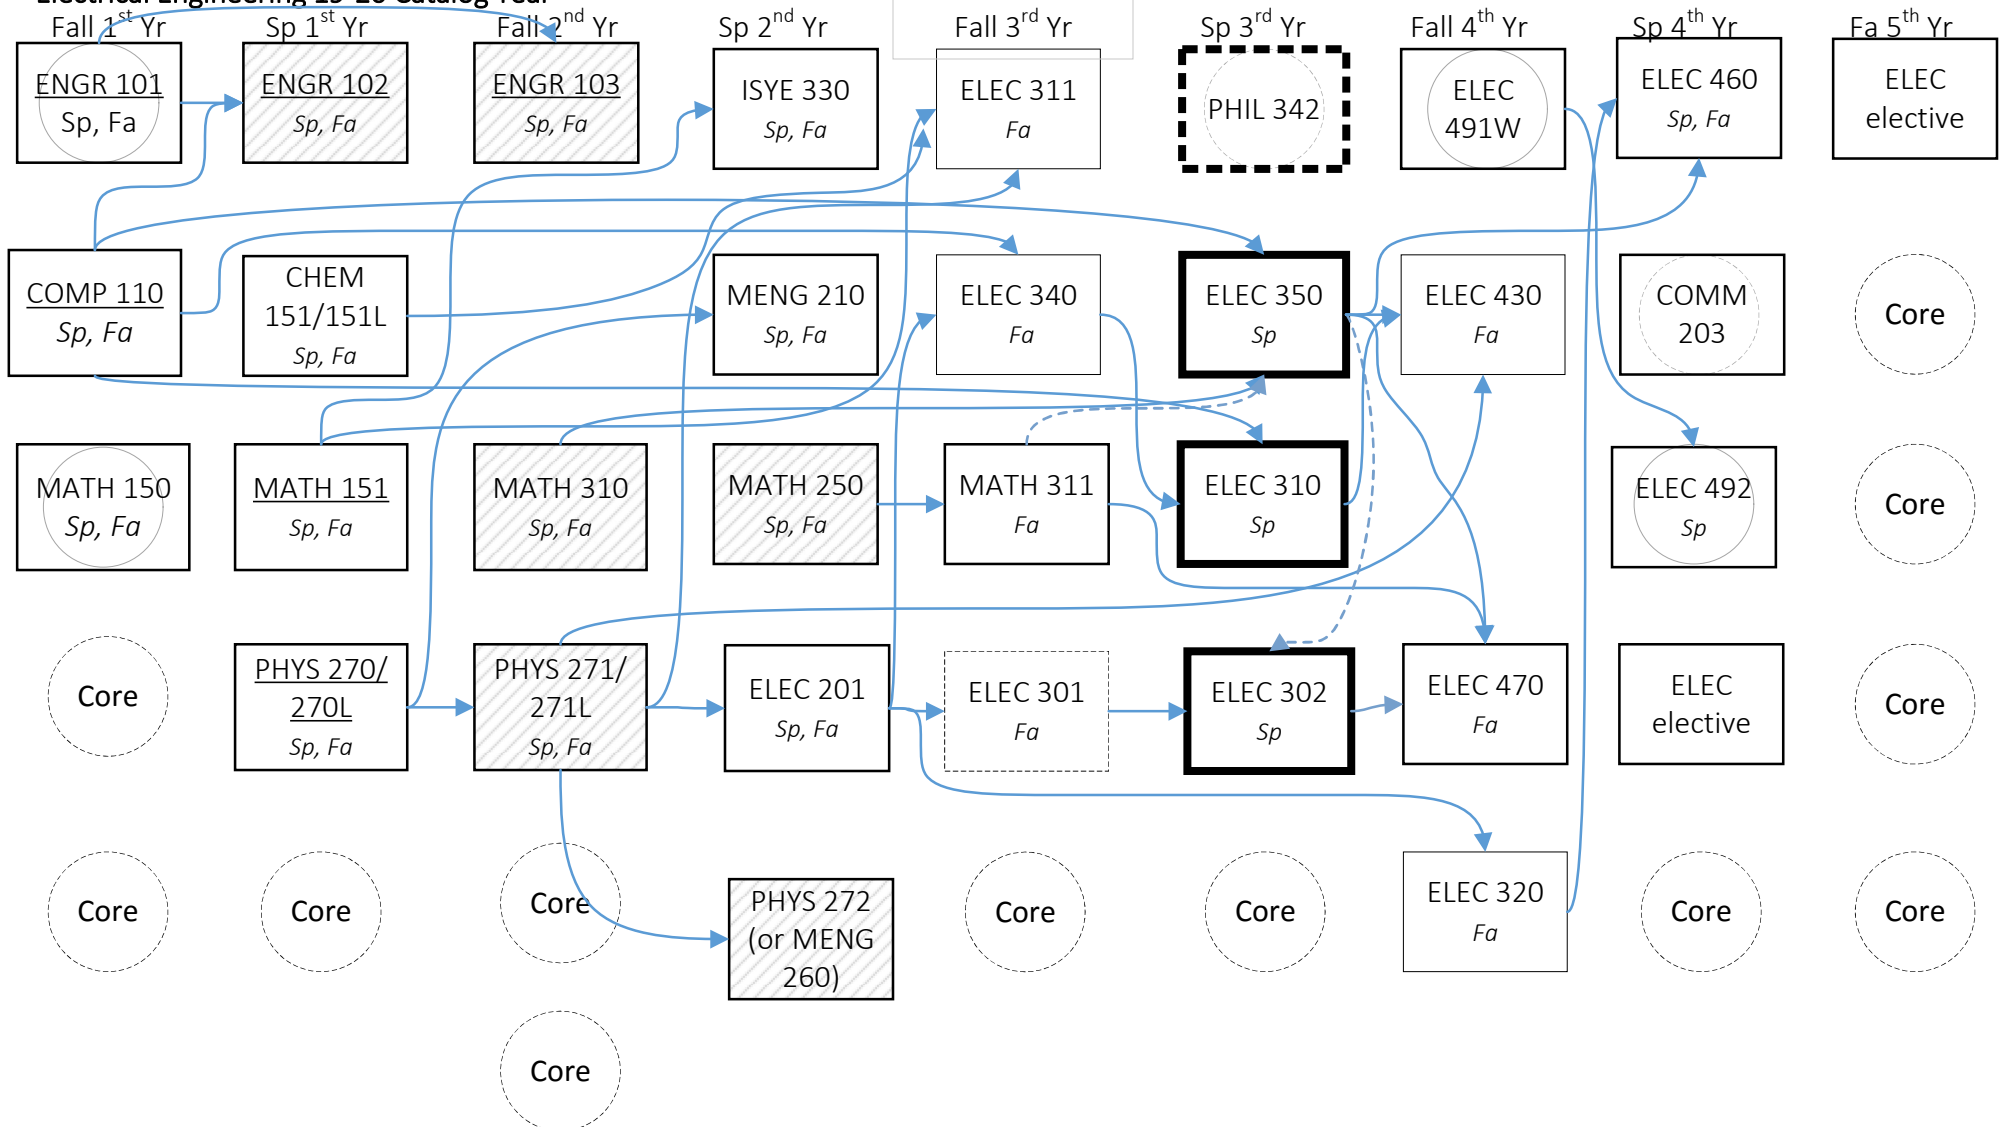 Electrical Engineering 19-20 Catalog Year
Fall 1st Yr
Sp 1st Yr
Fall 2nd Yr
Sp 2nd Yr
Fall 3rd Yr
Sp 3rd Yr
Fall 4th Yr
Sp 4th Yr
Fa 5th Yr
ENGR 101
Sp, Fa
ENGR 102
Sp, Fa
ENGR 103
Sp, Fa
ISYE 330
Sp, Fa
ELEC 311
Fa
PHIL 342
ELEC
491W
ELEC 460
Sp, Fa
ELEC
elective
COMP 110
Sp, Fa
CHEM
151/151L
Sp, Fa
MENG 210
Sp, Fa
ELEC 340
Fa
ELEC 350
Sp
ELEC 430
Fa
COMM
203
Core
MATH 150
Sp, Fa
MATH 151
Sp, Fa
MATH 310
Sp, Fa
MATH 250
Sp, Fa
MATH 311
Fa
ELEC 310
Sp
ELEC 492
Sp
Core
Core
PHYS 270/
270L
Sp, Fa
PHYS 271/
271L
Sp, Fa
ELEC 201
Sp, Fa
ELEC 301
Fa
ELEC 302
Sp
ELEC 470
Fa
ELEC
elective
Core
Core
Core
Core
PHYS 272
(or MENG
260)
Core
Core
ELEC 320
Fa
Core
Core
Core